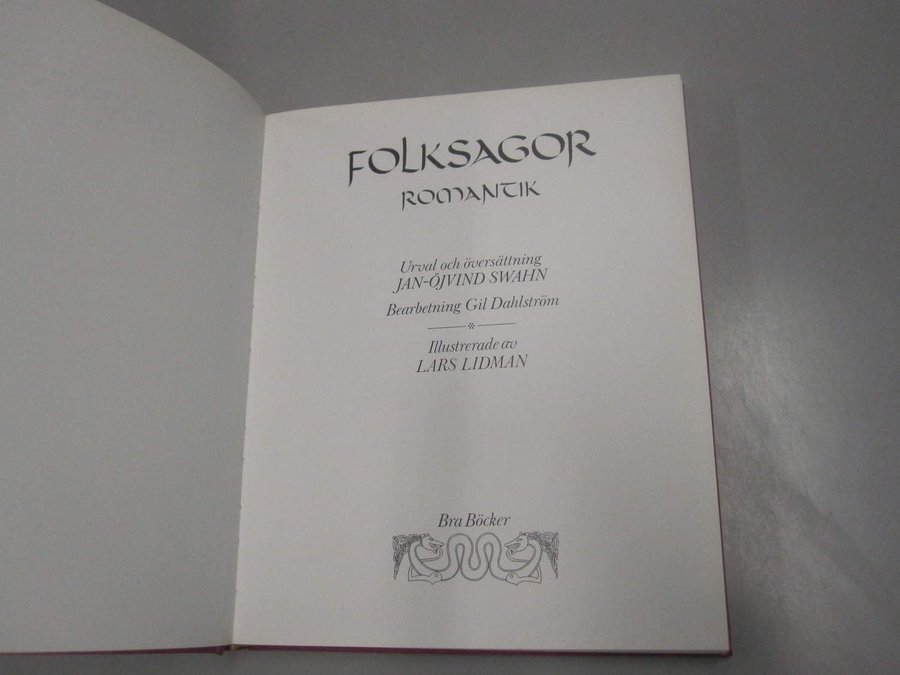 FOLKSAGOR
ROMANTIK
Urval och översättning
JAN-ÖJVIND SWAHN
Bearbetning Gil Dahlström
Illustrerade av
LARS LIDMAN
Bra Böcker